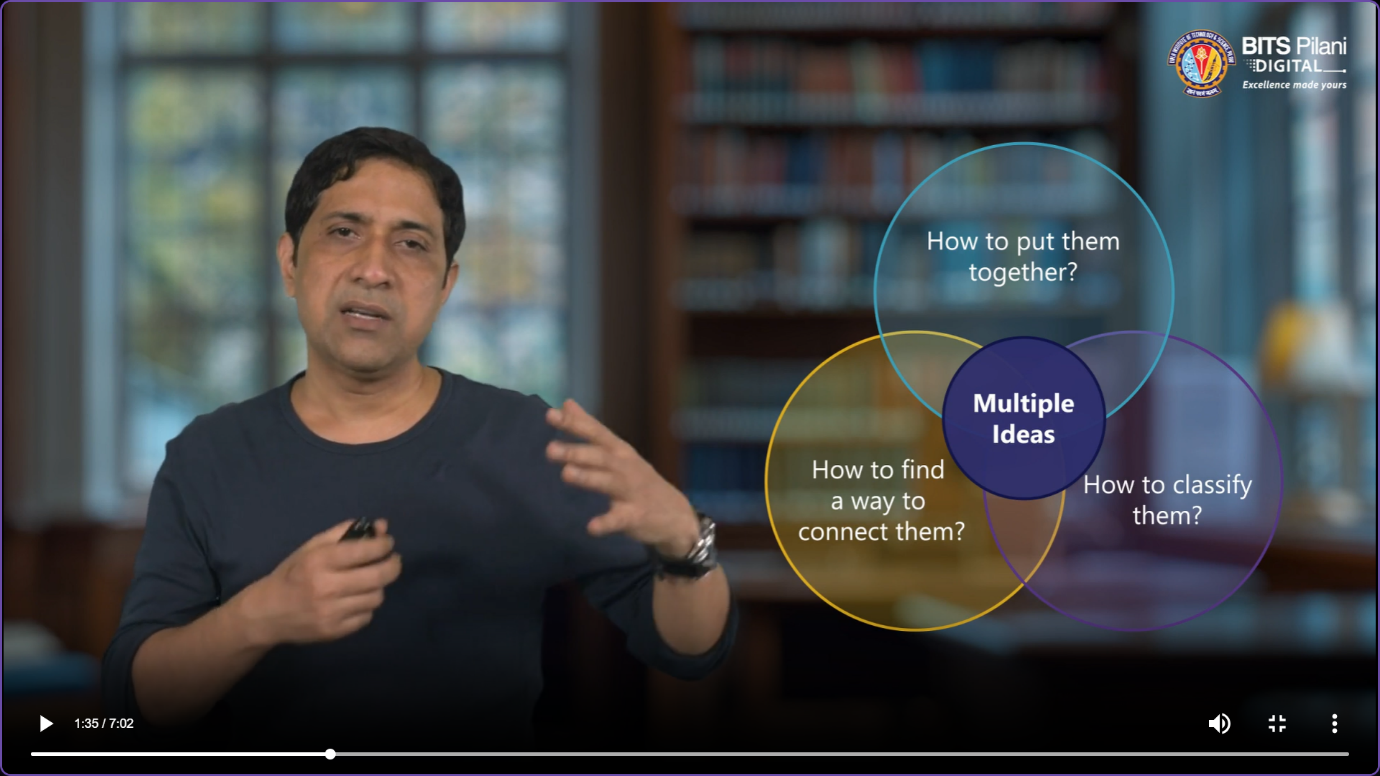 BITS Pilani
DIGITAL
Excellence made yours
How to put them
together?
Multiple
Ideas
How to find
a way to
connect them?
How to classify
them?
1:35 / 7:02